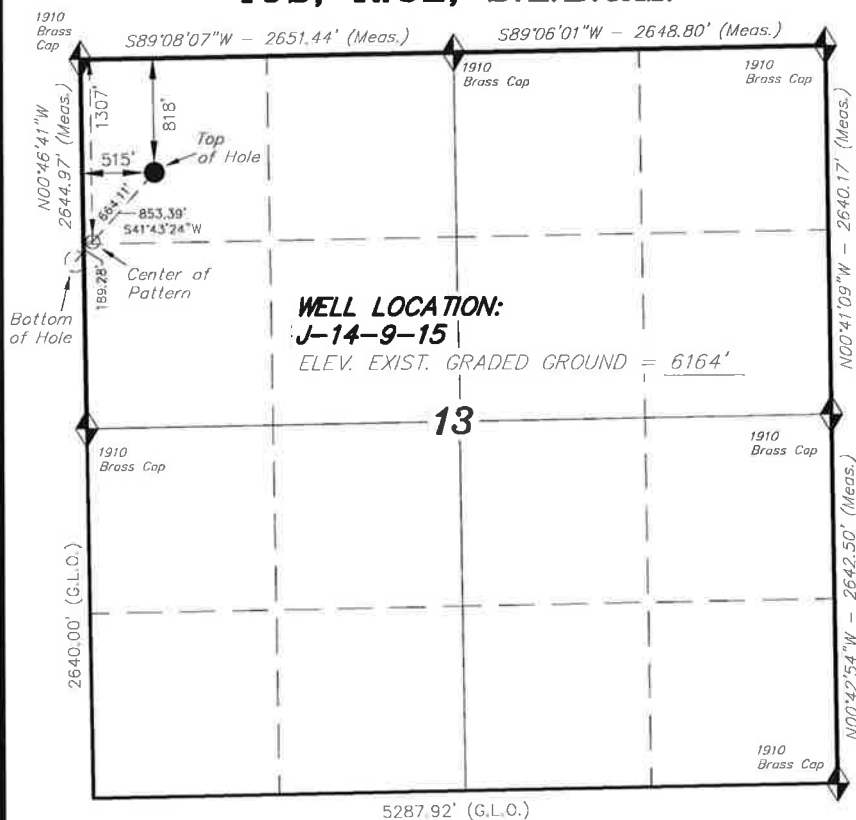 1910
Brass
Cap
S89°08'07"W – 2651.44' (Meas.)
S89°06'01"W – 2648.80' (Meas.)
1910
Brass Cap
1910
Brass Cap
N00°46'41"W
2644.97' (Meas.)
1307'
818'
515'
Top
of Hole
664.11'
853.39'
S41°43'24"W
189.28'
Center of
Pattern
Bottom
of Hole
N00°41'09"W – 2640.17' (Meas.)
WELL LOCATION:
J–14–9–15
ELEV. EXIST. GRADED GROUND = 6164'
13
1910
Brass Cap
1910
Brass Cap
2640.00' (G.L.O.)
N00°42'54"W – 2642.50' (Meas.)
1910
Brass Cap
5287.92' (G.L.O.)